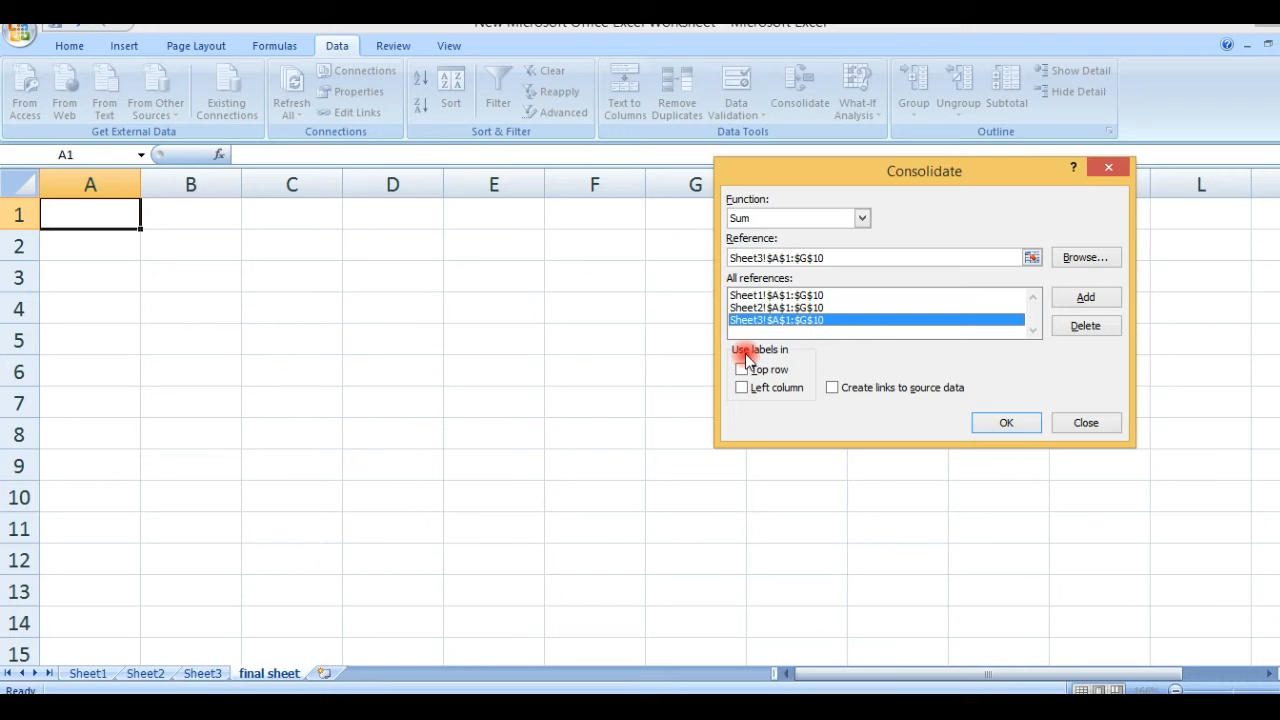 New Microsoft Office Excel Worksheet - Microsoft Excel
Home Insert Page Layout Formulas Data Review View
From Access
From Web
From Text
From Other Sources
Existing Connections
Get External Data
Refresh All
Connections
Properties
Edit Links
Connections
Sort
Filter
Clear
Reapply
Advanced
Sort & Filter
Text to Columns
Remove Duplicates
Data Validation
Consolidate
What-If Analysis
Data Tools
Group
Ungroup
Subtotal
Show Detail
Hide Detail
Outline
A1 fx
A B C D E F G L
1
2
3
4
5
6
7
8
9
10
11
12
13
14
15
Consolidate ?
Function:
Sum
Reference:
Sheet3!$A$1:$G$10 Browse...
All references:
Sheet1!$A$1:$G$10 Add
Sheet2!$A$1:$G$10
Sheet3!$A$1:$G$10 Delete
Use labels in
Top row
Left column Create links to source data
OK Close
Sheet1 Sheet2 Sheet3 final sheet
Ready